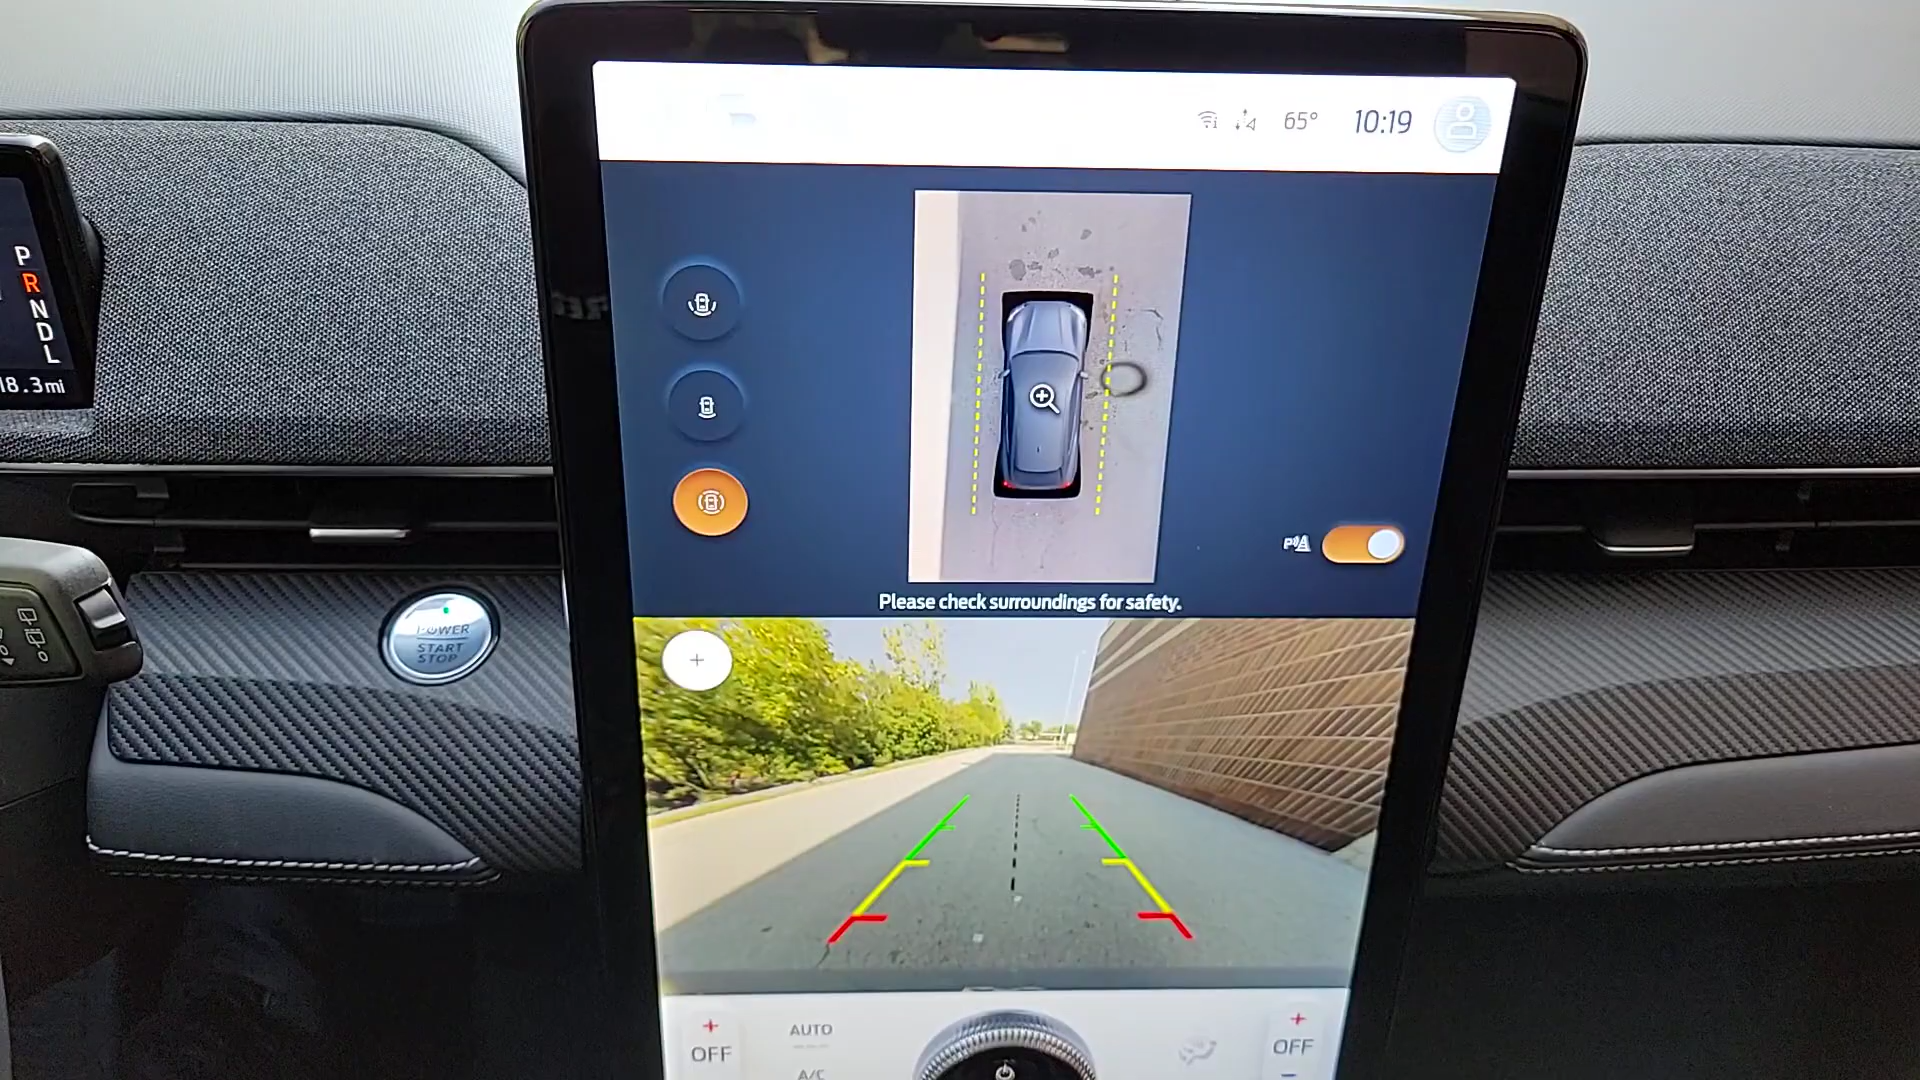 65° 10:19
P
R
N
D
L
18.3mi
Please check surroundings for safety.
POWER
START
STOP
AUTO
OFF
A/C
OFF